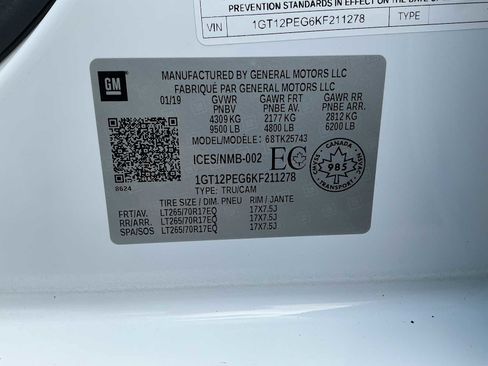 PREVENTION STANDARDS IN EFFECT ON THE DATE OF
VIN 1GT12PEG6KF211278 TYPE
GM
MANUFACTURED BY GENERAL MOTORS LLC
FABRIQUÉ PAR GENERAL MOTORS LLC
01/19 GVWR GAWR FRT GAWR RR
PNBV PNBE AV. PNBE ARR.
4309 KG 2177 KG 2812 KG
9500 LB 4800 LB 6200 LB
MODEL/MODÈLE: 68TK25743
ICES/NMB-002 EC
CANADA
985
TRANSPORT
8624
1GT12PEG6KF211278
TYPE: TRU/CAM
TIRE SIZE / DIM. PNEU RIM / JANTE
FRT/AV. LT265/70R17EQ 17X7.5J
RR/ARR. LT265/70R17EQ 17X7.5J
SPA/SOS LT265/70R17EQ 17X7.5J